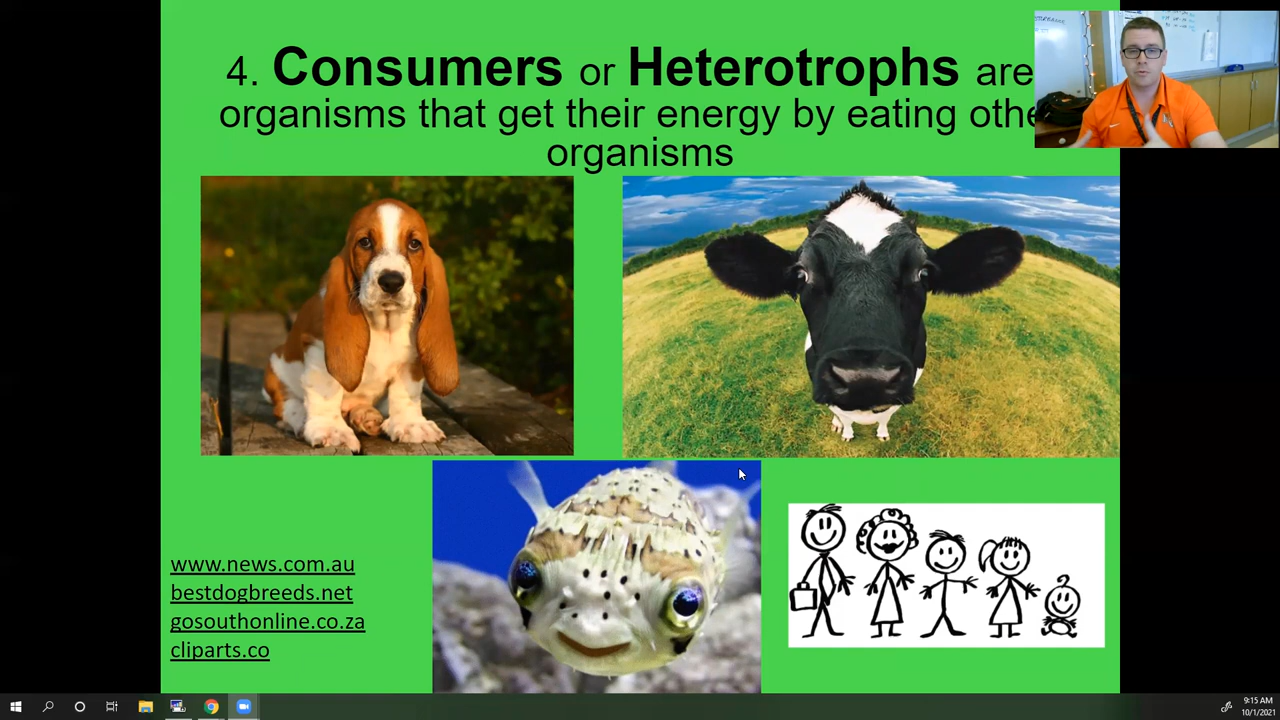 4. Consumers or Heterotrophs are
organisms that get their energy by eating othe
organisms
www.news.com.au
bestdogbreeds.net
gosouthonline.co.za
cliparts.co
9:15 AM
10/1/2021